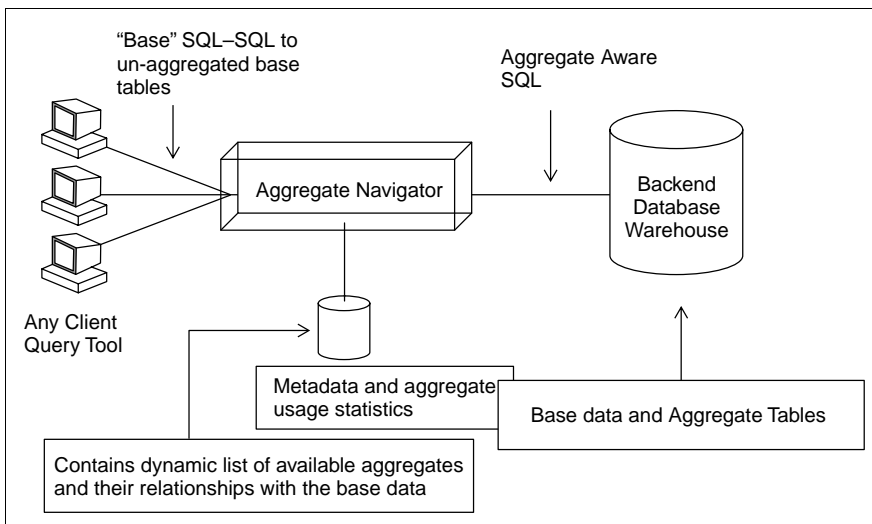 “Base” SQL–SQL to
un-aggregated base
tables
Aggregate Aware
SQL
Aggregate Navigator
Backend
Database
Warehouse
Any Client
Query Tool
Metadata and aggregate
usage statistics
Base data and Aggregate Tables
Contains dynamic list of available aggregates
and their relationships with the base data